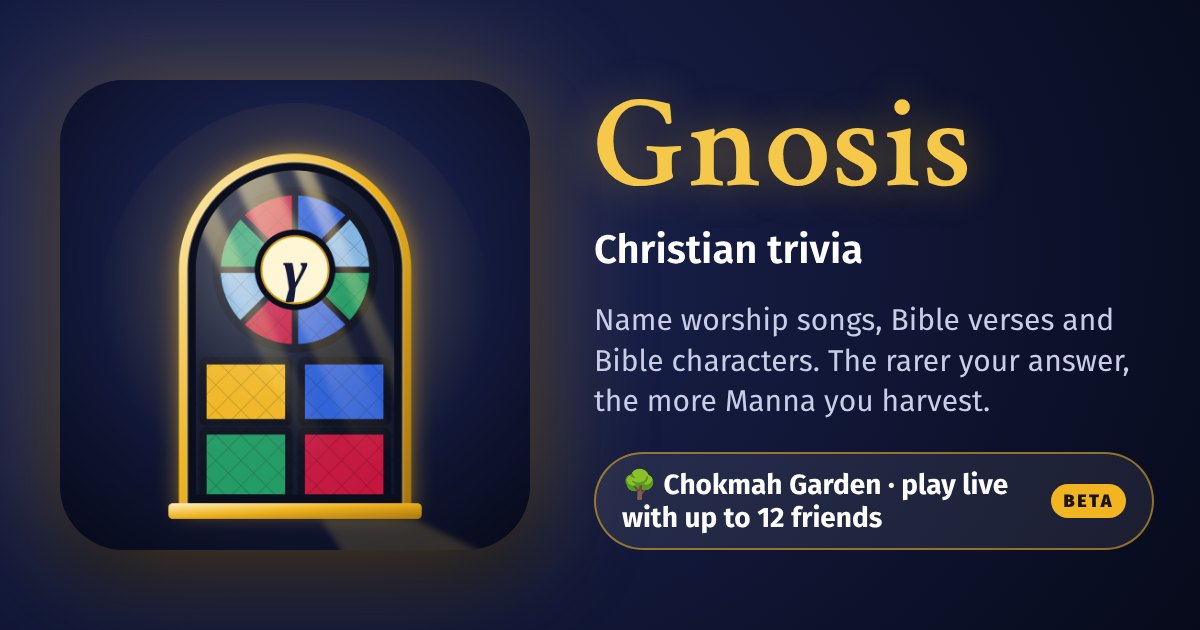 γ
Gnosis
Christian trivia
Name worship songs, Bible verses and
Bible characters. The rarer your answer,
the more Manna you harvest.
🌳 Chokmah Garden · play live
with up to 12 friends
BETA